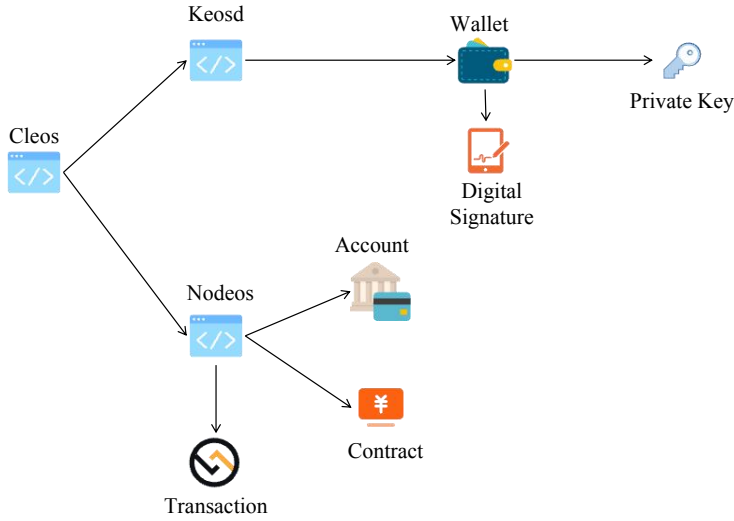 Keosd
Wallet
Private Key
Cleos
Digital
Signature
Account
Nodeos
¥
Contract
Transaction